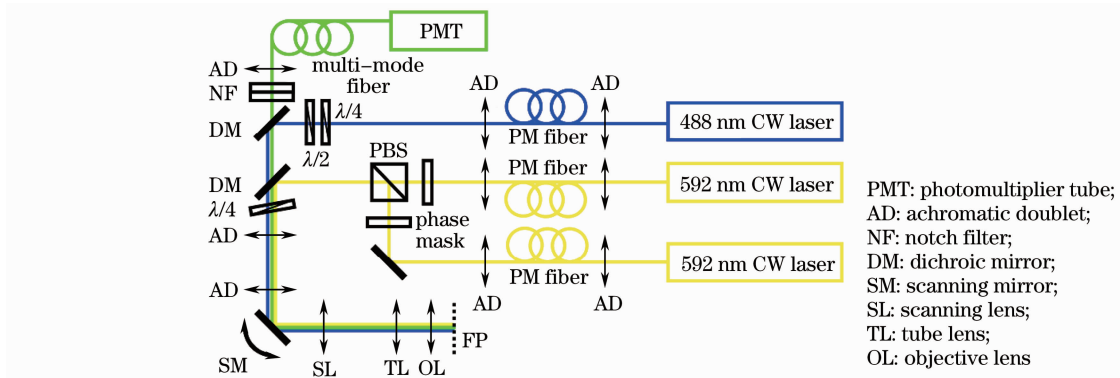 PMT
AD
multi-mode
fiber
NF
AD
AD
λ/4
488 nm CW laser
DM
PM fiber
λ/2
PBS
PM fiber
DM
592 nm CW laser
λ/4
phase
mask
AD
592 nm CW laser
PM fiber
AD
AD
AD
FP
SM
SL
TL
OL
PMT: photomultiplier tube;
AD: achromatic doublet;
NF: notch filter;
DM: dichroic mirror;
SM: scanning mirror;
SL: scanning lens;
TL: tube lens;
OL: objective lens